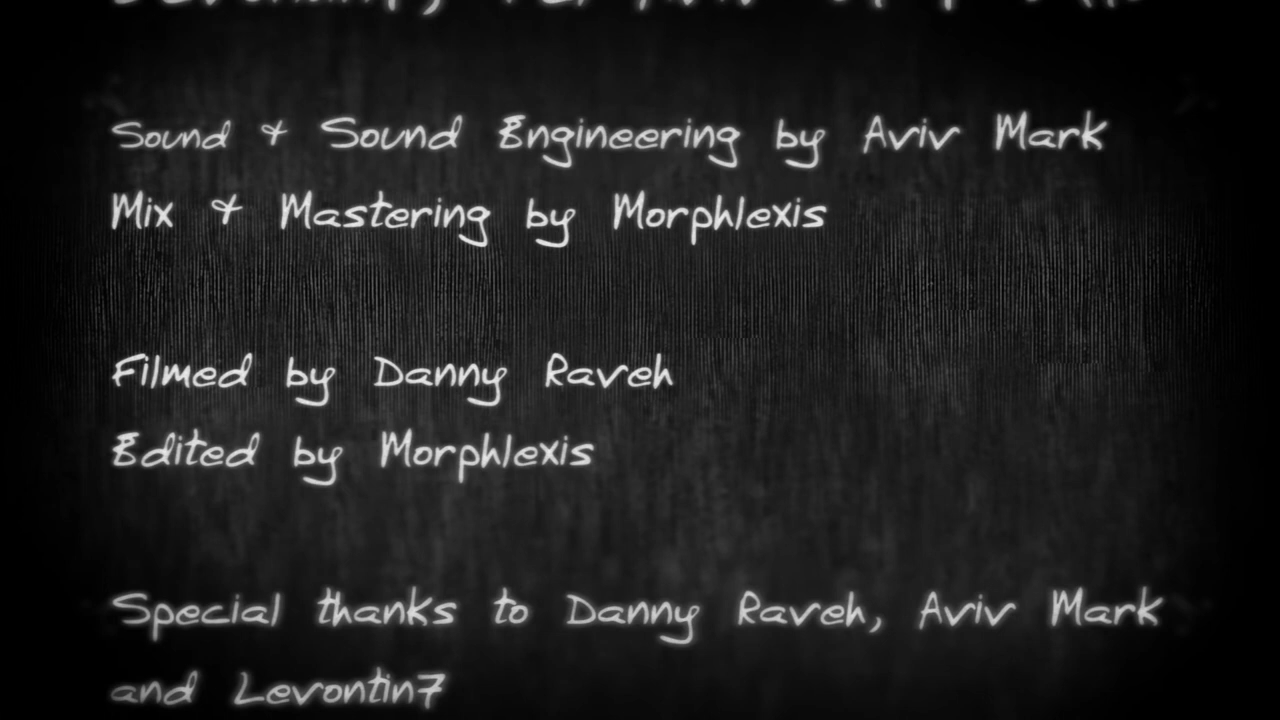 Sound & Sound Engineering by Aviv Mark
Mix & Mastering by Morphlexis
Filmed by Danny Raveh
Edited by Morphlexis
Special thanks to Danny Raveh, Aviv Mark
and Levontin7